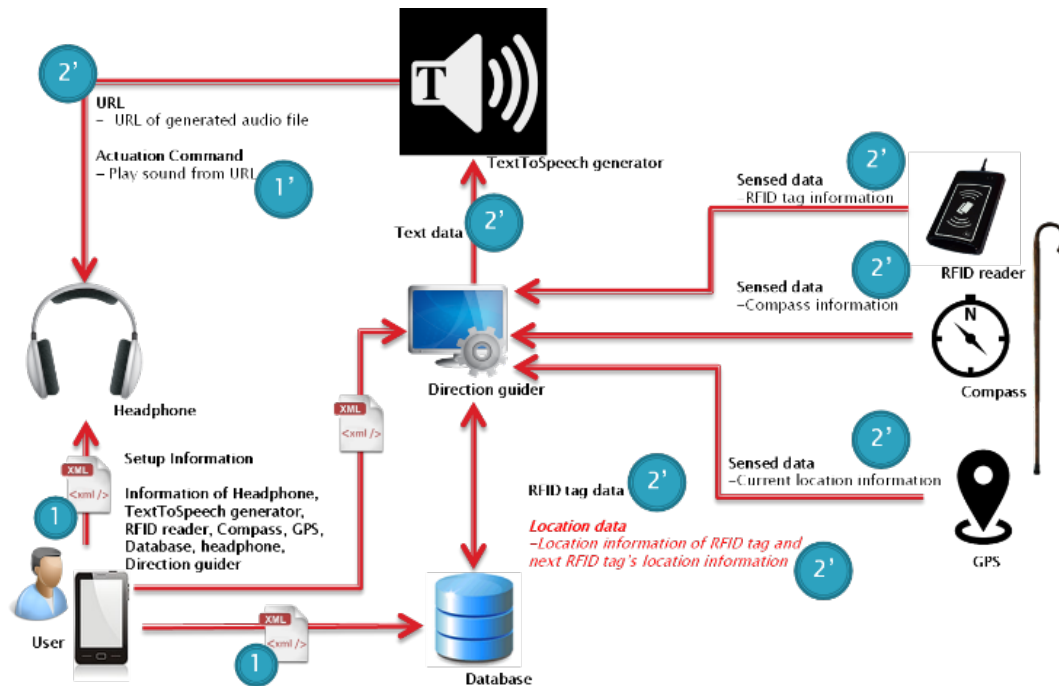 2’
T
URL
– URL of generated audio file
Actuation Command
– Play sound from URL
1’
TextToSpeech generator
Text data
2’
Sensed data
–RFID tag information
2’
RFID reader
Sensed data
–Compass information
2’
N
Compass
Headphone
Direction guider
XML
<xml />
XML
<xml />
1
Setup Information
Information of Headphone,
TextToSpeech generator,
RFID reader, Compass, GPS,
Database, headphone,
Direction guider
RFID tag data
2’
Location data
–Location information of RFID tag and
next RFID tag’s location information
2’
Sensed data
–Current location information
2’
GPS
User
XML
<xml />
1
Database